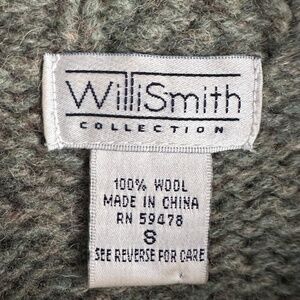 WilliSmith
COLLECTION
100% WOOL
MADE IN CHINA
RN 59478
S
SEE REVERSE FOR CARE